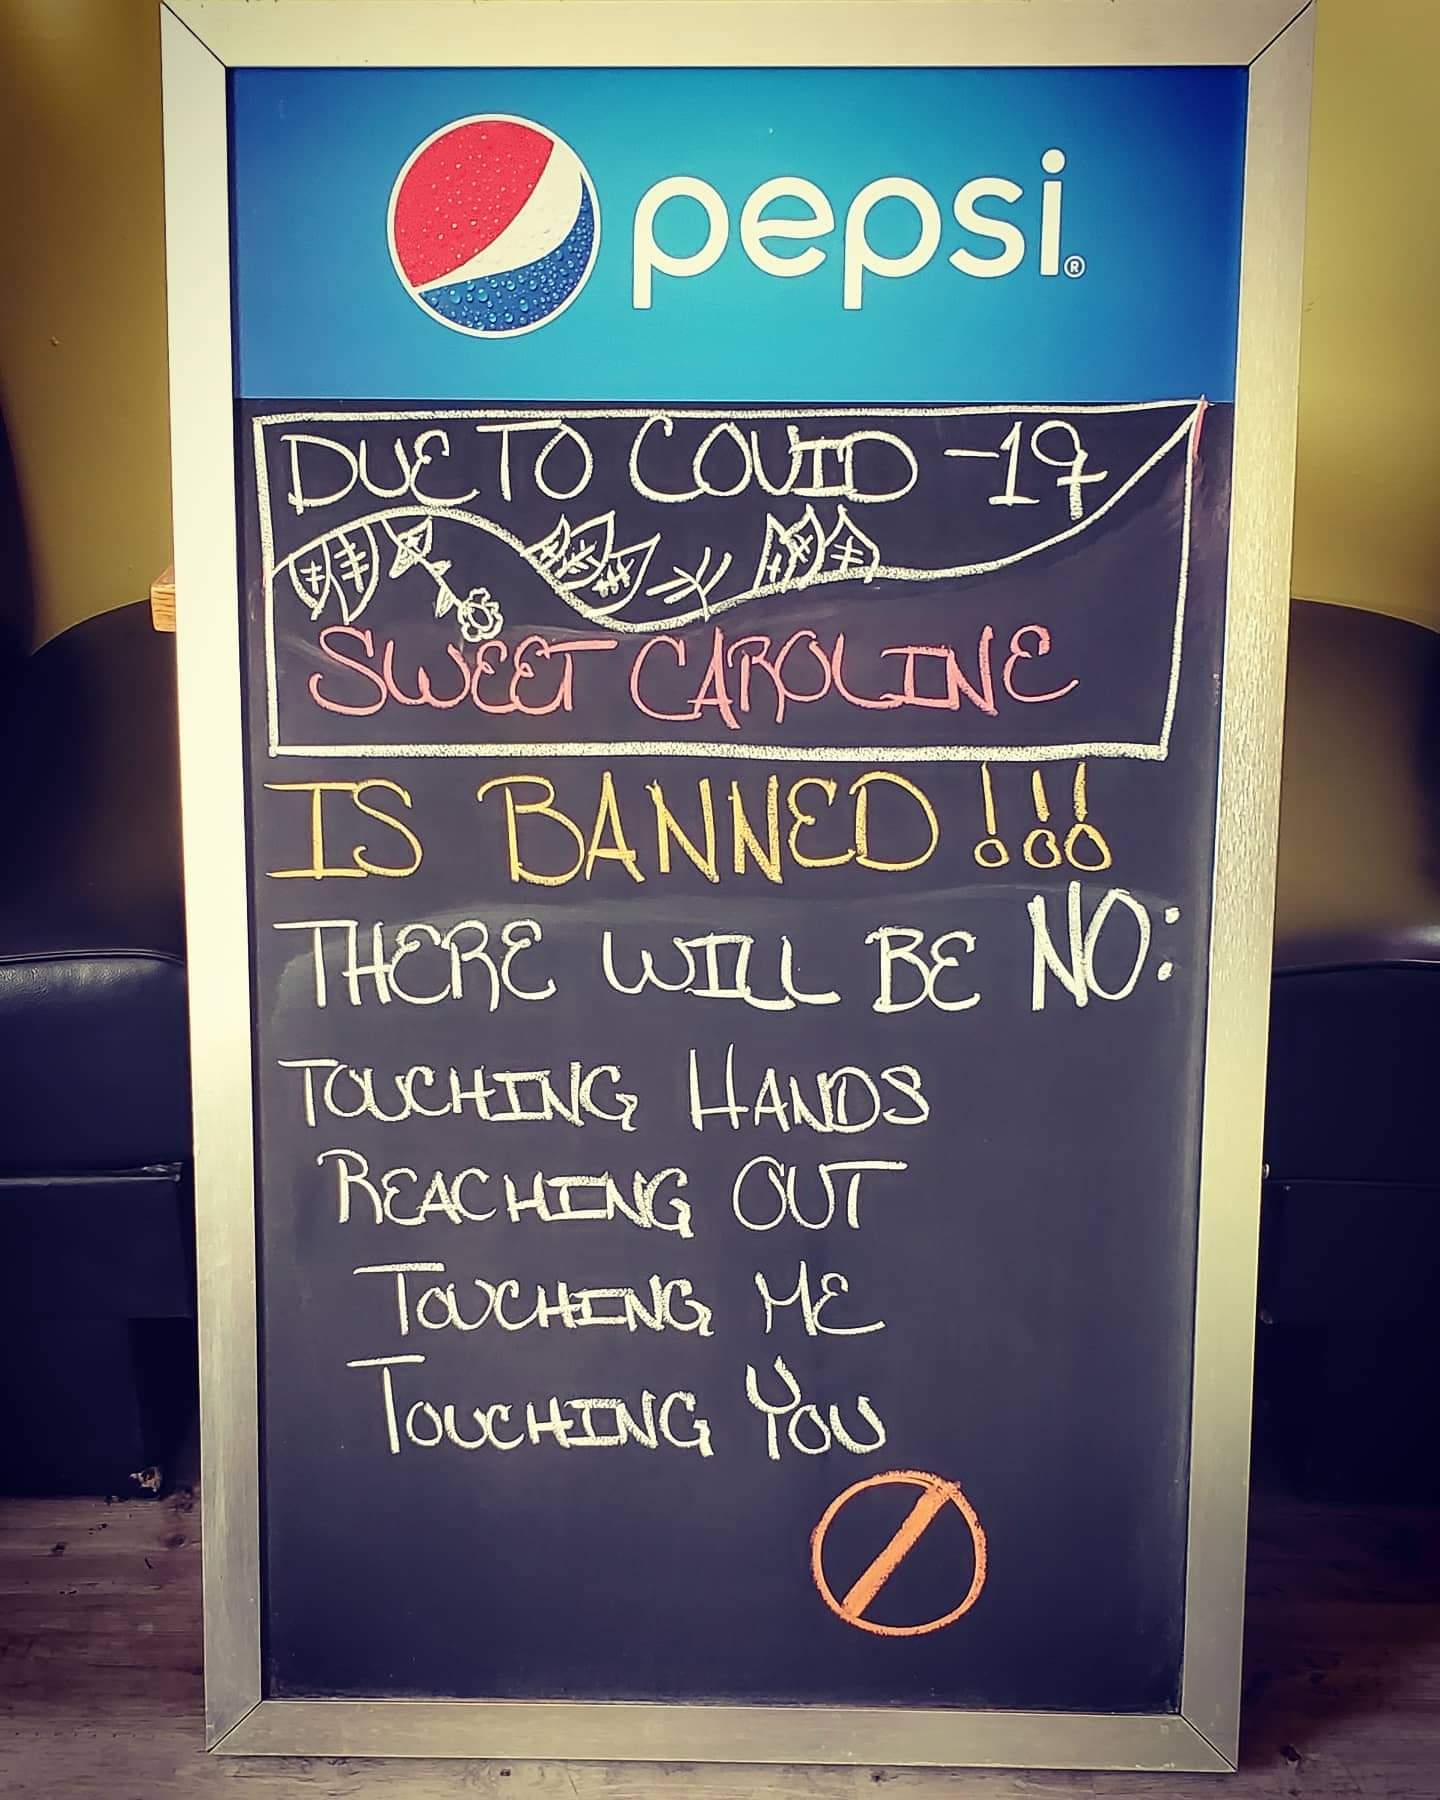 pepsi®
DUE TO COVID-19
SWEET CAROLINE
IS BANNED !!!
THERE WILL BE NO:
TOUCHING HANDS
REACHING OUT
TOUCHING ME
TOUCHING YOU